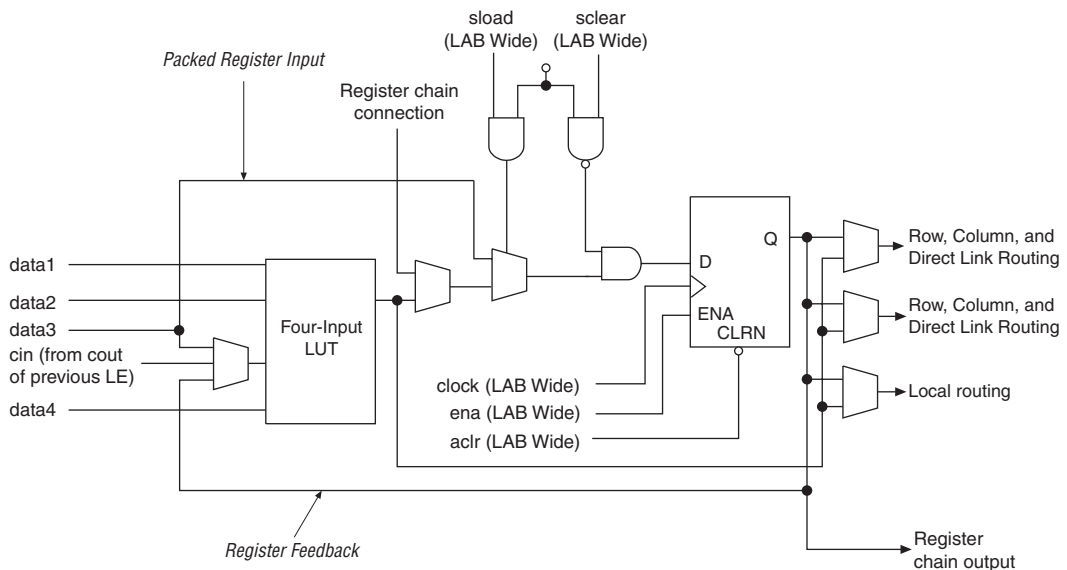 sload
(LAB Wide)
sclear
(LAB Wide)
Packed Register Input
Register chain
connection
data1
data2
data3
cin (from cout
of previous LE)
data4
Four-Input
LUT
Q
D
ENA
CLRN
clock (LAB Wide)
ena (LAB Wide)
aclr (LAB Wide)
Row, Column, and
Direct Link Routing
Row, Column, and
Direct Link Routing
Local routing
Register Feedback
Register
chain output